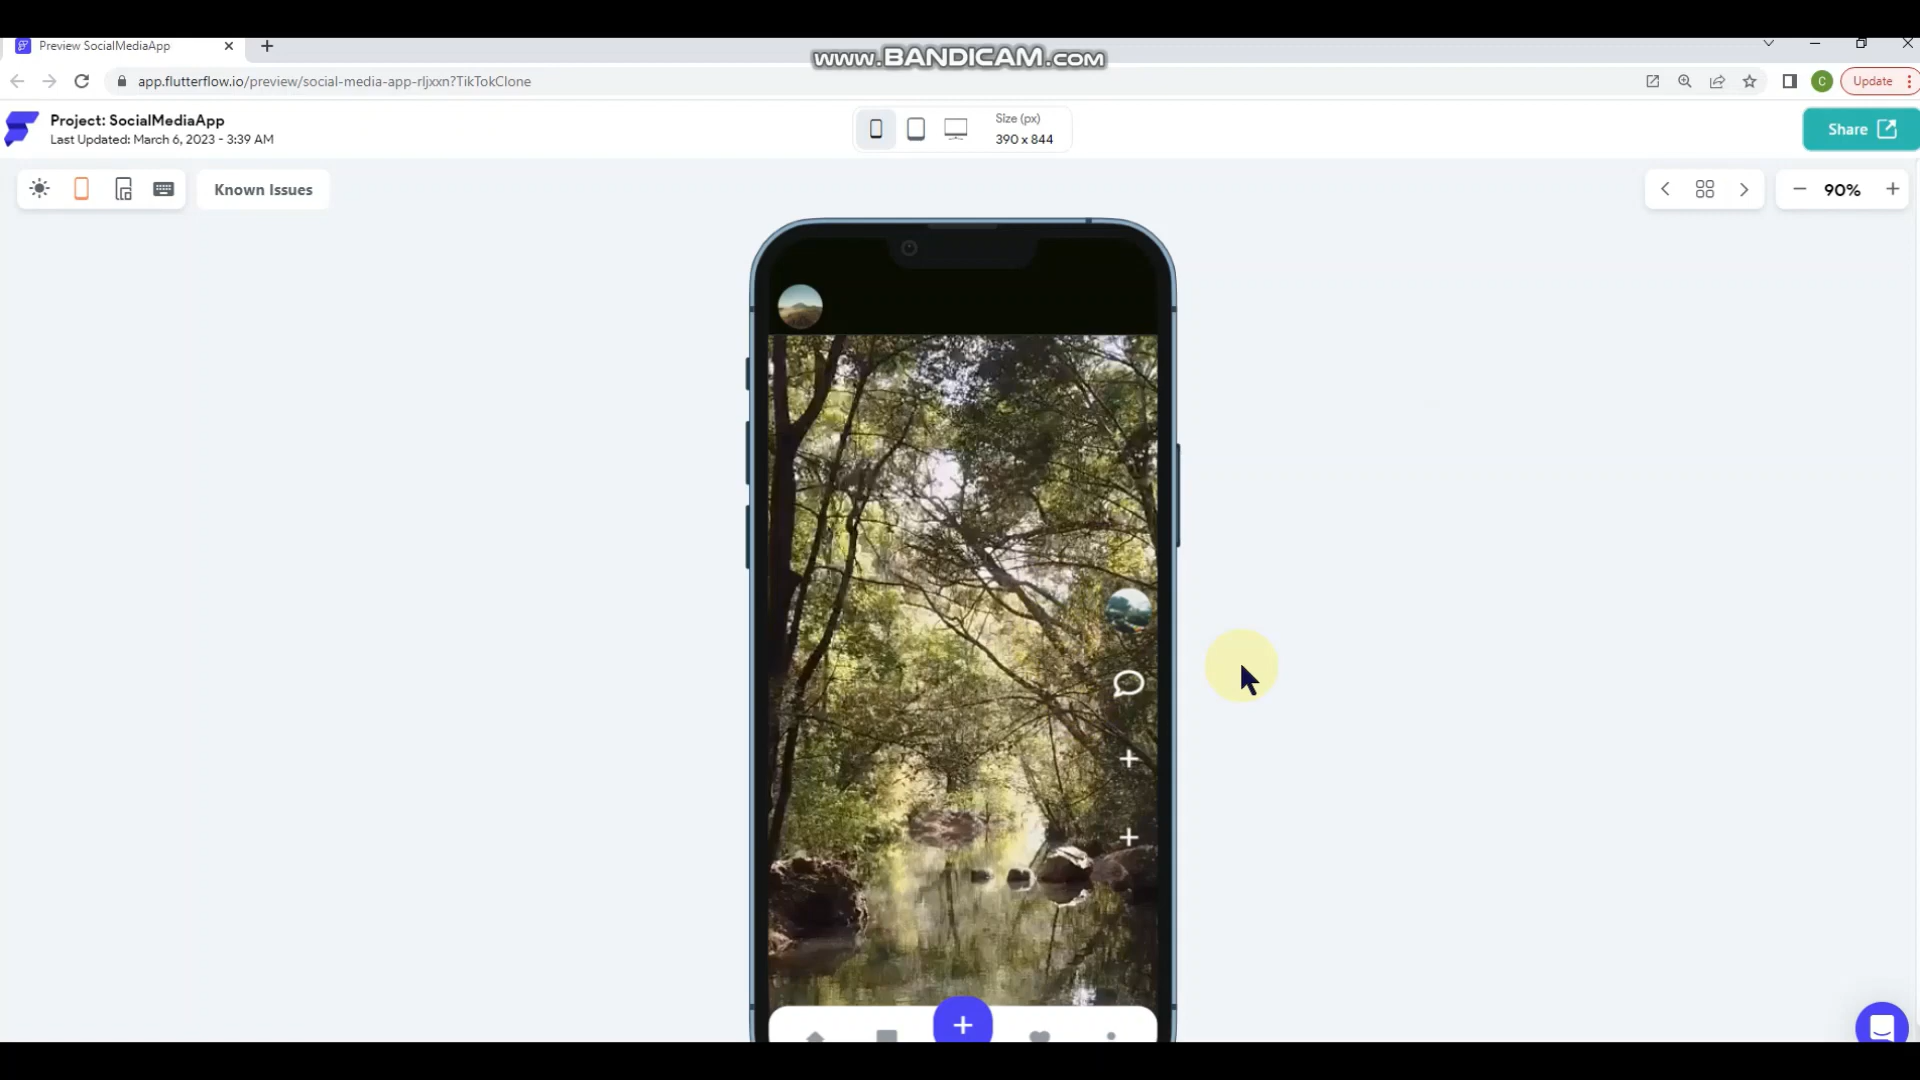 Preview SocialMediaApp
www.BANDICAM.com
app.flutterflow.io/preview/social-media-app-rljxxn?TikTokClone
C
Update
Project: SocialMediaApp
Last Updated: March 6, 2023 - 3:39 AM
Size (px)
390 x 844
Share
Known Issues
90%